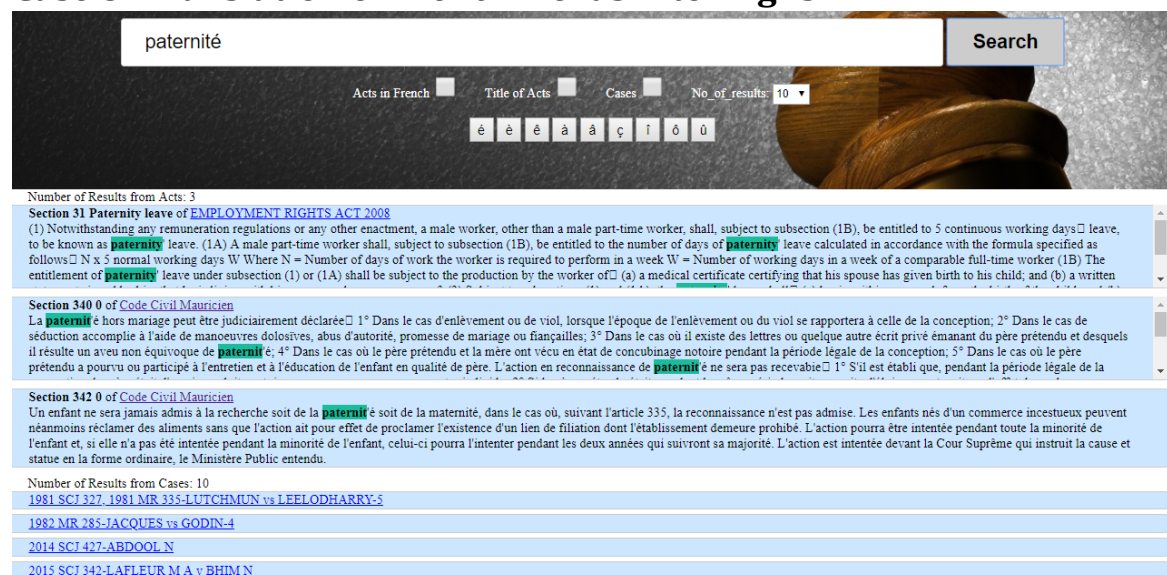 paternité
Search
Acts in French Title of Acts Cases No_of_results: 10
é è ê à â ç î ô û
Number of Results from Acts: 3
Section 31 Paternity leave of EMPLOYMENT RIGHTS ACT 2008
(1) Notwithstanding any remuneration regulations or any other enactment, a male worker, other than a male part-time worker, shall, subject to subsection (1B), be entitled to 5 continuous working days□ leave,
to be known as paternity' leave. (1A) A male part-time worker shall, subject to subsection (1B), be entitled to the number of days of paternity' leave calculated in accordance with the formula specified as
follows□ N x 5 normal working days W Where N = Number of days of work the worker is required to perform in a week W = Number of working days in a week of a comparable full-time worker (1B) The
entitlement of paternity' leave under subsection (1) or (1A) shall be subject to the production by the worker of□ (a) a medical certificate certifying that his spouse has given birth to his child; and (b) a written
Section 340 0 of Code Civil Mauricien
La paternit'é hors mariage peut être judiciairement déclarée□ 1° Dans le cas d'enlèvement ou de viol, lorsque l'époque de l'enlèvement ou du viol se rapportera à celle de la conception; 2° Dans le cas de
séduction accomplie à l'aide de manoeuvres dolosives, abus d'autorité, promesse de mariage ou fiançailles; 3° Dans le cas où il existe des lettres ou quelque autre écrit privé émanant du père prétendu et desquels
il résulte un aveu non équivoque de paternit'é; 4° Dans le cas où le père prétendu et la mère ont vécu en état de concubinage notoire pendant la période légale de la conception; 5° Dans le cas où le père
prétendu a pourvu ou participé à l'entretien et à l'éducation de l'enfant en qualité de père. L'action en reconnaissance de paternit'é ne sera pas recevabie□ 1° S'il est établi que, pendant la période légale de la
Section 342 0 of Code Civil Mauricien
Un enfant ne sera jamais admis à la recherche soit de la paternit'é soit de la maternité, dans le cas où, suivant l'article 335, la reconnaissance n'est pas admise. Les enfants nés d'un commerce incestueux peuvent
néanmoins réclamer des aliments sans que l'action ait pour effet de proclamer l'existence d'un lien de filiation dont l'établissement demeure prohibé. L'action pourra être intentée pendant toute la minorité de
l'enfant et, si elle n'a pas été intentée pendant la minorité de l'enfant, celui-ci pourra l'intenter pendant les deux années qui suivront sa majorité. L'action est intentée devant la Cour Suprême qui instruit la cause et
statue en la forme ordinaire, le Ministère Public entendu.
Number of Results from Cases: 10
1981 SCJ 327, 1981 MR 335-LUTCHMUN vs LEELODHARRY-5
1982 MR 285-JACQUES vs GODIN-4
2014 SCJ 427-ABDOOL N
2015 SCJ 342-LAFLEUR M A v BHIM N